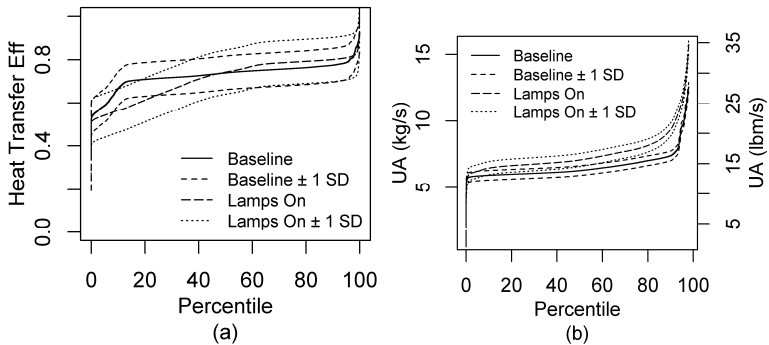 Heat Transfer Eff
0.0 0.4 0.8
Baseline
Baseline ± 1 SD
Lamps On
Lamps On ± 1 SD
0 20 40 60 80 100
Percentile
(a)
UA (kg/s)
5 10 15
Baseline
Baseline ± 1 SD
Lamps On
Lamps On ± 1 SD
5 15 25 35
UA (lbm/s)
0 20 40 60 80 100
Percentile
(b)